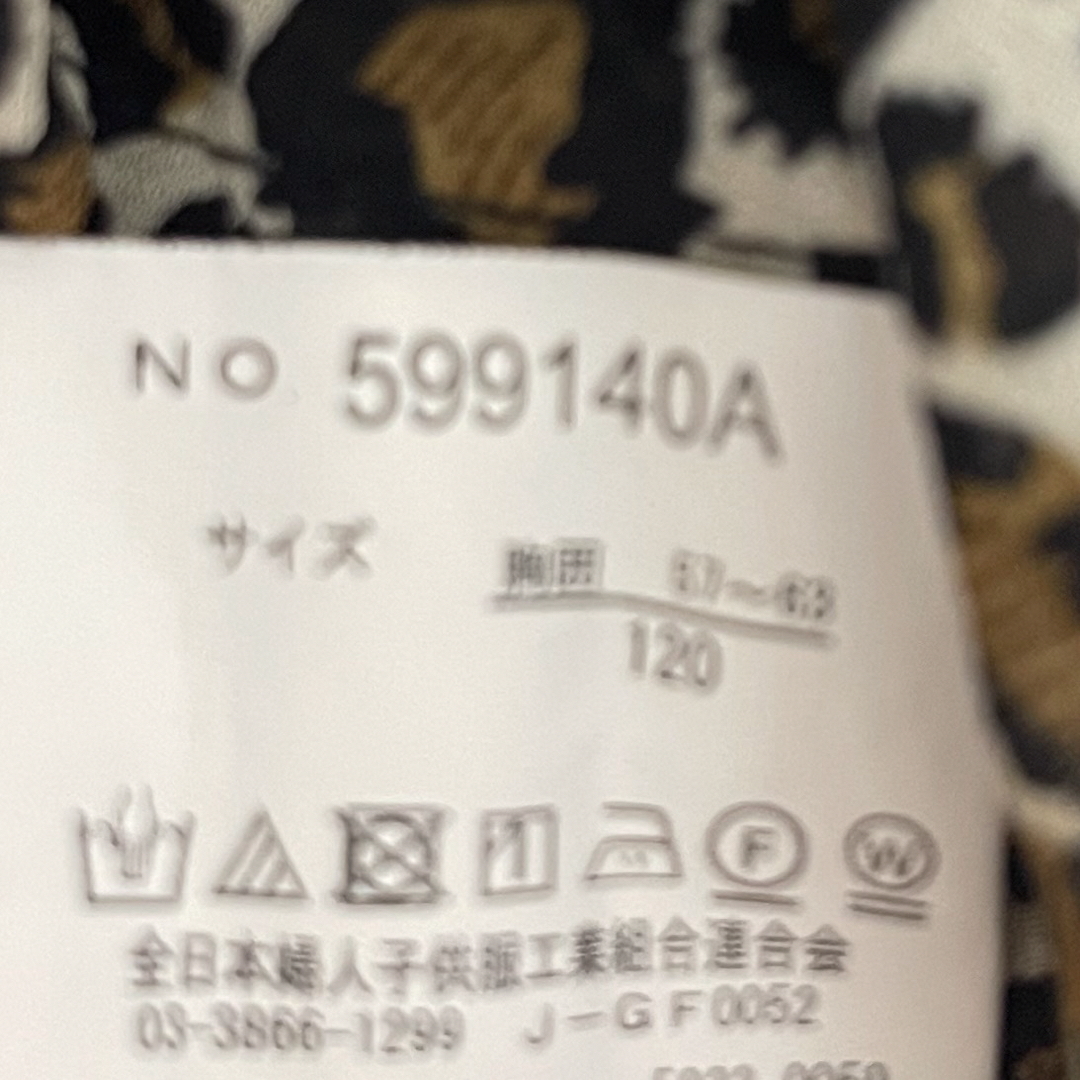 NO 599140A
サイズ 胸囲 57～63
120
F W
全日本婦人子供服工業組合連合会
03-3866-1299 J-GF0052